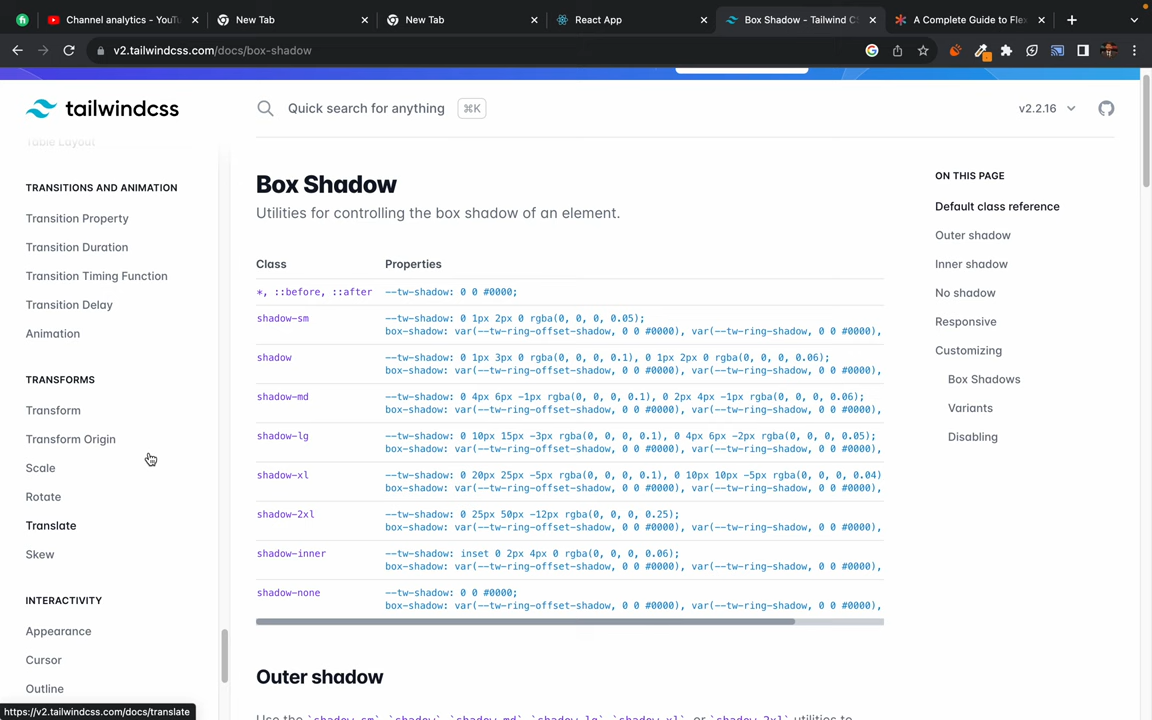 Channel analytics - YouTu
New Tab
New Tab
React App
Box Shadow - Tailwind C
A Complete Guide to Flex
v2.tailwindcss.com/docs/box-shadow
tailwindcss
Quick search for anything ⌘K
v2.2.16
Table Layout
TRANSITIONS AND ANIMATION
Transition Property
Transition Duration
Transition Timing Function
Transition Delay
Animation
TRANSFORMS
Transform
Transform Origin
Scale
Rotate
Translate
Skew
INTERACTIVITY
Appearance
Cursor
Outline
https://v2.tailwindcss.com/docs/translate
Box Shadow
Utilities for controlling the box shadow of an element.
Class Properties
*, ::before, ::after --tw-shadow: 0 0 #0000;
shadow-sm --tw-shadow: 0 1px 2px 0 rgba(0, 0, 0, 0.05);
box-shadow: var(--tw-ring-offset-shadow, 0 0 #0000), var(--tw-ring-shadow, 0 0 #0000),
shadow --tw-shadow: 0 1px 3px 0 rgba(0, 0, 0, 0.1), 0 1px 2px 0 rgba(0, 0, 0, 0.06);
box-shadow: var(--tw-ring-offset-shadow, 0 0 #0000), var(--tw-ring-shadow, 0 0 #0000),
shadow-md --tw-shadow: 0 4px 6px -1px rgba(0, 0, 0, 0.1), 0 2px 4px -1px rgba(0, 0, 0, 0.06);
box-shadow: var(--tw-ring-offset-shadow, 0 0 #0000), var(--tw-ring-shadow, 0 0 #0000),
shadow-lg --tw-shadow: 0 10px 15px -3px rgba(0, 0, 0, 0.1), 0 4px 6px -2px rgba(0, 0, 0, 0.05);
box-shadow: var(--tw-ring-offset-shadow, 0 0 #0000), var(--tw-ring-shadow, 0 0 #0000),
shadow-xl --tw-shadow: 0 20px 25px -5px rgba(0, 0, 0, 0.1), 0 10px 10px -5px rgba(0, 0, 0, 0.04)
box-shadow: var(--tw-ring-offset-shadow, 0 0 #0000), var(--tw-ring-shadow, 0 0 #0000),
shadow-2xl --tw-shadow: 0 25px 50px -12px rgba(0, 0, 0, 0.25);
box-shadow: var(--tw-ring-offset-shadow, 0 0 #0000), var(--tw-ring-shadow, 0 0 #0000),
shadow-inner --tw-shadow: inset 0 2px 4px 0 rgba(0, 0, 0, 0.06);
box-shadow: var(--tw-ring-offset-shadow, 0 0 #0000), var(--tw-ring-shadow, 0 0 #0000),
shadow-none --tw-shadow: 0 0 #0000;
box-shadow: var(--tw-ring-offset-shadow, 0 0 #0000), var(--tw-ring-shadow, 0 0 #0000),
Outer shadow
Use the `shadow-sm`, `shadow`, `shadow-md`, `shadow-lg`, `shadow-xl`, or `shadow-2xl` utilities to
ON THIS PAGE
Default class reference
Outer shadow
Inner shadow
No shadow
Responsive
Customizing
Box Shadows
Variants
Disabling